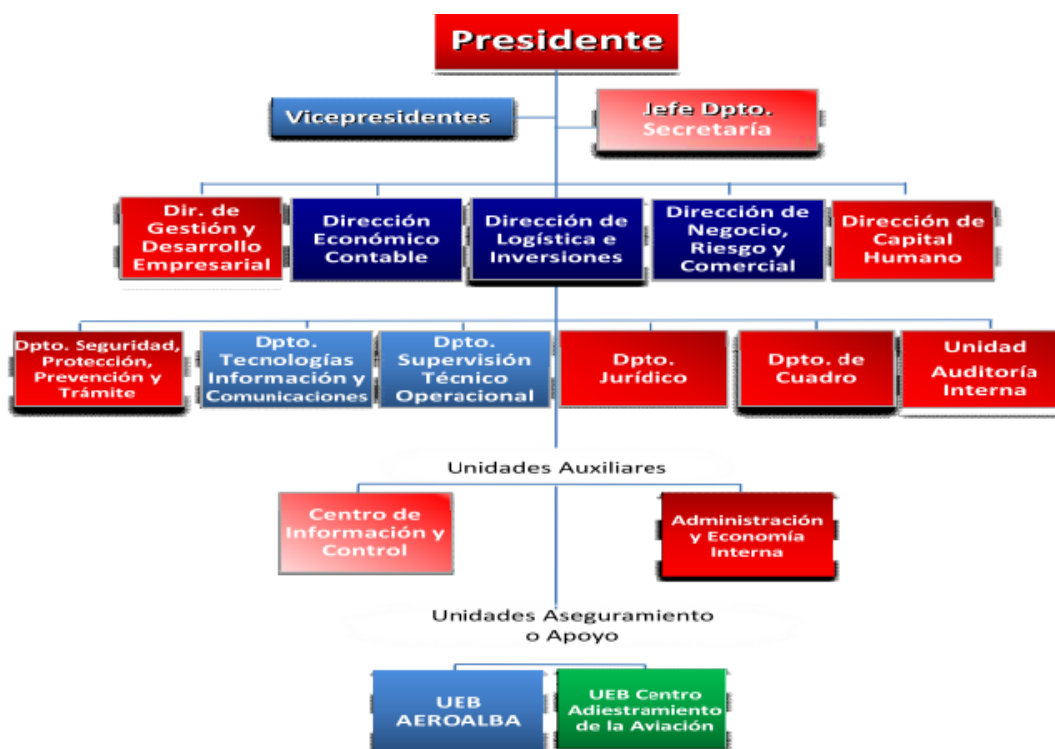 Presidente
Vicepresidentes
Jefe Dpto.
Secretaría
Dir. de
Gestión y
Desarrollo
Empresarial
Dirección
Económico
Contable
Dirección de
Logística e
Inversiones
Dirección de
Negocio,
Riesgo y
Comercial
Dirección de
Capital
Humano
Dpto. Seguridad,
Protección,
Prevención y
Trámite
Dpto.
Tecnologías
Información y
Comunicaciones
Dpto.
Supervisión
Técnico
Operacional
Dpto.
Jurídico
Dpto. de
Cuadro
Unidad
Auditoría
Interna
Unidades Auxiliares
Centro de
Información y
Control
Administración
y Economía
Interna
Unidades Aseguramiento
o Apoyo
UEB
AEROALBA
UEB Centro
Adiestramiento
de la Aviación